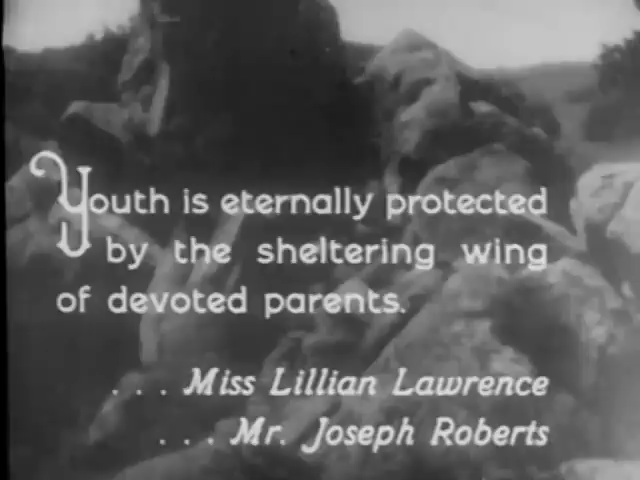 Youth is eternally protected
by the sheltering wing
of devoted parents.
. . . Miss Lillian Lawrence
. . . Mr. Joseph Roberts